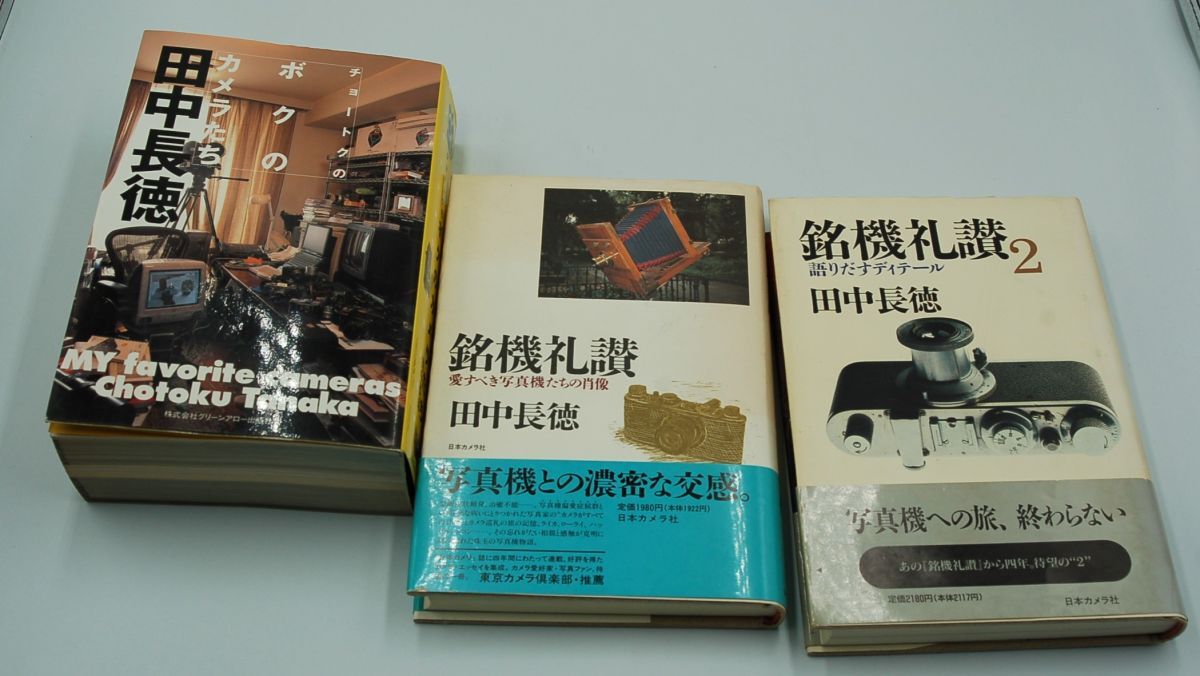 チョートクの
ボクの
カメラたち
田中長徳
MY favorite cameras
Chotoku Tanaka
株式会社グリーンアロー出版
銘機礼讃
愛すべき写真機たちの肖像
田中長徳
日本カメラ社
写真機との濃密な交感。
定価1980円(本体1922円)
日本カメラ社
東京カメラ倶楽部・推薦
銘機礼讃2
語りだすディテール
田中長徳
写真機への旅、終わらない
あの『銘機礼讃』から四年。待望の“2”
定価2180円(本体2117円)
日本カメラ社